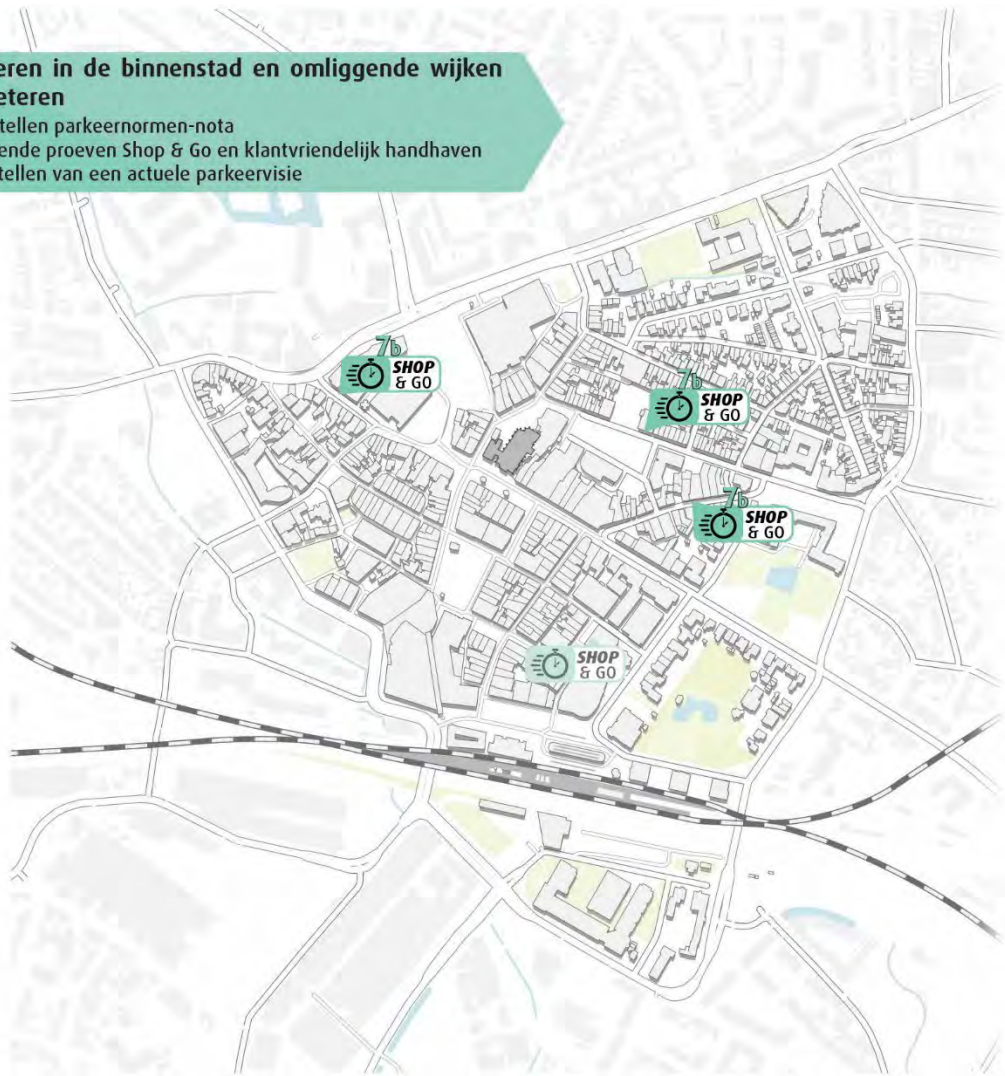 eren in de binnenstad en omliggende wijken
eteren
tellen parkeernormen-nota
ende proeven Shop & Go en klantvriendelijk handhaven
tellen van een actuele parkeervisie
7b
SHOP
& GO
7b
SHOP
& GO
7b
SHOP
& GO
SHOP
& GO